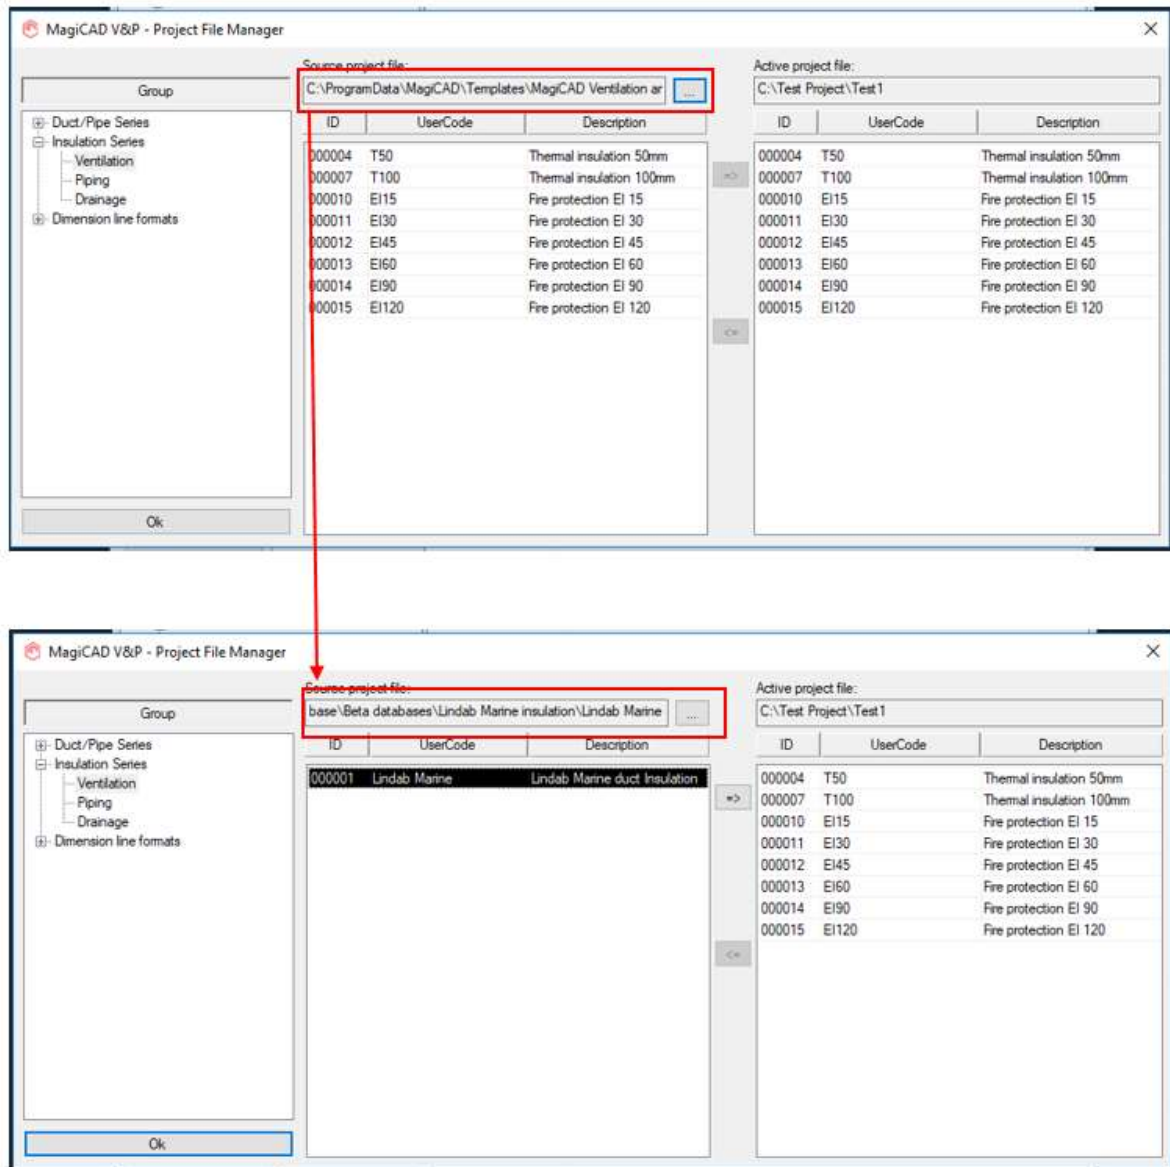 MagiCAD V&P - Project File Manager
Source project file:
Active project file:
Group
C:\ProgramData\MagiCAD\Templates\MagiCAD Ventilation ar
...
C:\Test Project\Test1
ID UserCode Description
ID UserCode Description
Duct/Pipe Series
Insulation Series
Ventilation
Piping
Drainage
Dimension line formats
000004 T50 Thermal insulation 50mm
000007 T100 Thermal insulation 100mm
000010 EI15 Fire protection EI 15
000011 EI30 Fire protection EI 30
000012 EI45 Fire protection EI 45
000013 EI60 Fire protection EI 60
000014 EI90 Fire protection EI 90
000015 EI120 Fire protection EI 120
=>
<=
000004 T50 Thermal insulation 50mm
000007 T100 Thermal insulation 100mm
000010 EI15 Fire protection EI 15
000011 EI30 Fire protection EI 30
000012 EI45 Fire protection EI 45
000013 EI60 Fire protection EI 60
000014 EI90 Fire protection EI 90
000015 EI120 Fire protection EI 120
Ok
MagiCAD V&P - Project File Manager
Source project file:
Active project file:
Group
base\Beta databases\Lindab Marine insulation\Lindab Marine
...
C:\Test Project\Test1
ID UserCode Description
ID UserCode Description
Duct/Pipe Series
Insulation Series
Ventilation
Piping
Drainage
Dimension line formats
000001 Lindab Marine Lindab Marine duct Insulation
=>
<=
000004 T50 Thermal insulation 50mm
000007 T100 Thermal insulation 100mm
000010 EI15 Fire protection EI 15
000011 EI30 Fire protection EI 30
000012 EI45 Fire protection EI 45
000013 EI60 Fire protection EI 60
000014 EI90 Fire protection EI 90
000015 EI120 Fire protection EI 120
Ok